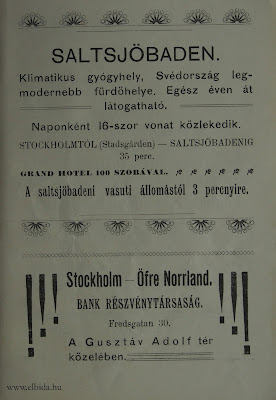 SALTSJÖBADEN.
Klimatikus gyógyhely, Svédország leg-
modernebb fürdőhelye. Egész éven át
látogatható.
Naponként 16-szor vonat közlekedik.
STOCKHOLMTÓL (Stadsgården) — SALTSJÖBADENIG
35 perc.
GRAND HOTEL 100 SZOBÁVAL.
A saltsjöbadeni vasuti állomástól 3 percnyire.
Stockholm — Öfre Norrland.
BANK RÉSZVÉNYTÁRSASÁG.
Fredsgatan 30.
A Gusztáv Adolf tér
közelében.
www.elbida.hu